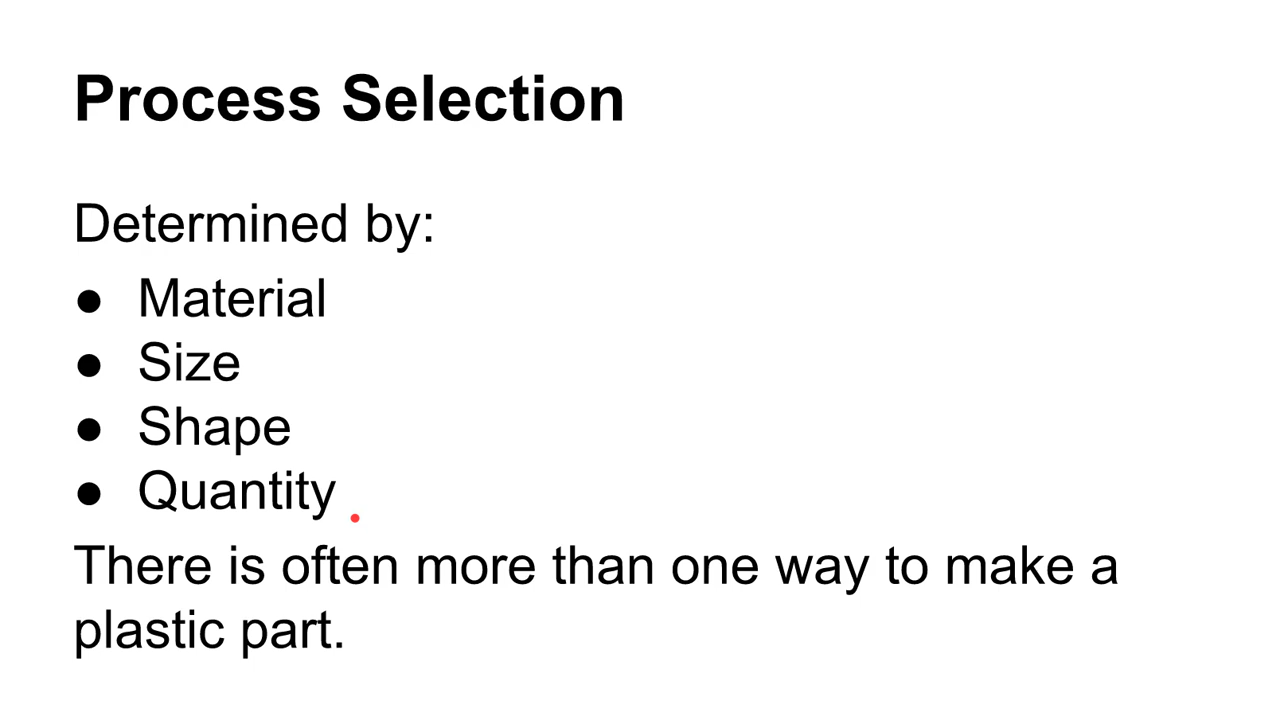 Process Selection
Determined by:
● Material
● Size
● Shape
● Quantity
There is often more than one way to make a
plastic part.